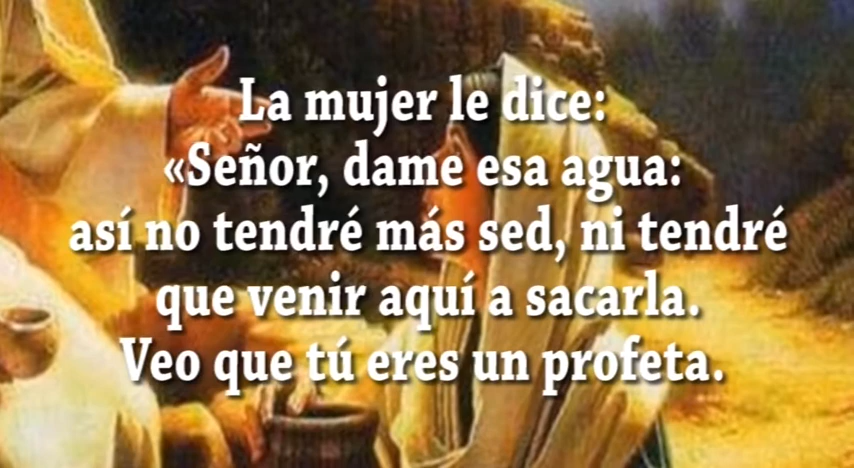 La mujer le dice:
«Señor, dame esa agua:
así no tendré más sed, ni tendré
que venir aquí a sacarla.
Veo que tú eres un profeta.